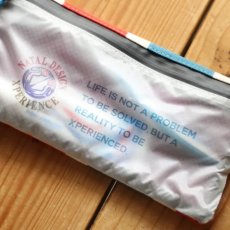 NATAL DESIGN
XPERIENCE
LIFE IS NOT A PROBLEM
TO BE SOLVED, BUT A
REALITY TO BE
XPERIENCED.